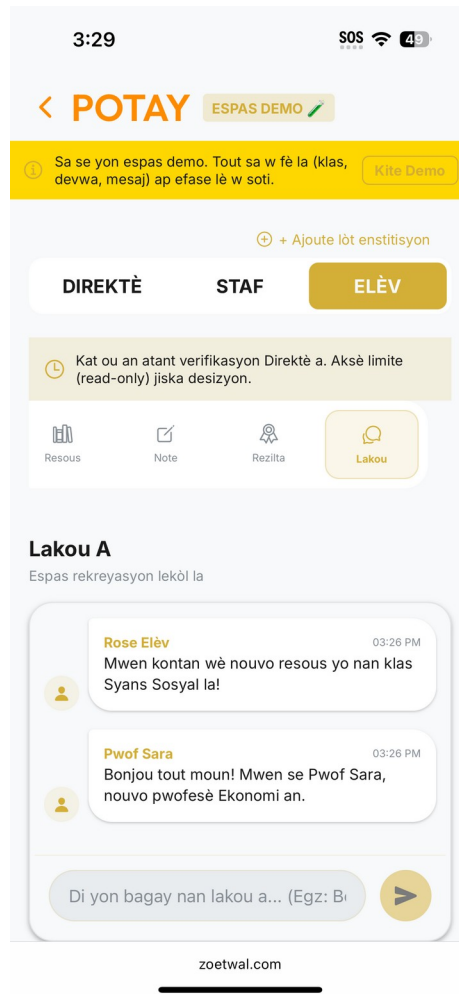 3:29
SOS
49
POTAY
ESPAS DEMO
Sa se yon espas demo. Tout sa w fè la (klas,
devwa, mesaj) ap efase lè w soti.
Kite Demo
+ Ajoute lòt enstitisyon
DIREKTÈ
STAF
ELÈV
Kat ou an atant verifikasyon Direktè a. Aksè limite
(read-only) jiska desizyon.
Resous
Note
Rezilta
Lakou
Lakou A
Espas rekreyasyon lekòl la
Rose Elèv
03:26 PM
Mwen kontan wè nouvo resous yo nan klas
Syans Sosyal la!
Pwof Sara
03:26 PM
Bonjou tout moun! Mwen se Pwof Sara,
nouvo pwofesè Ekonomi an.
Di yon bagay nan lakou a... (Egz: B
zoetwal.com